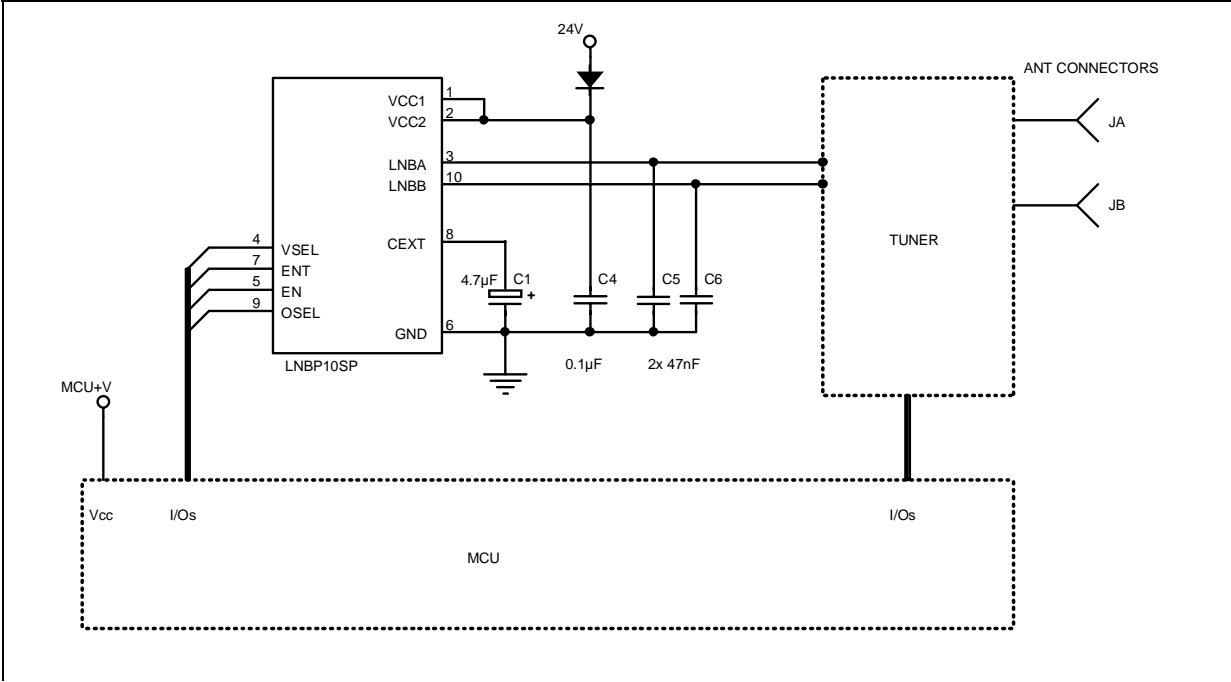 24V
ANT CONNECTORS
VCC1
1
VCC2
2
JA
LNBA
3
LNBB
10
JB
TUNER
4
VSEL
CEXT
8
7
ENT
5
EN
4.7µF
C1
+
C4
C5
C6
9
OSEL
GND
6
LNBP10SP
0.1µF
2x 47nF
MCU+V
Vcc
I/Os
I/Os
MCU